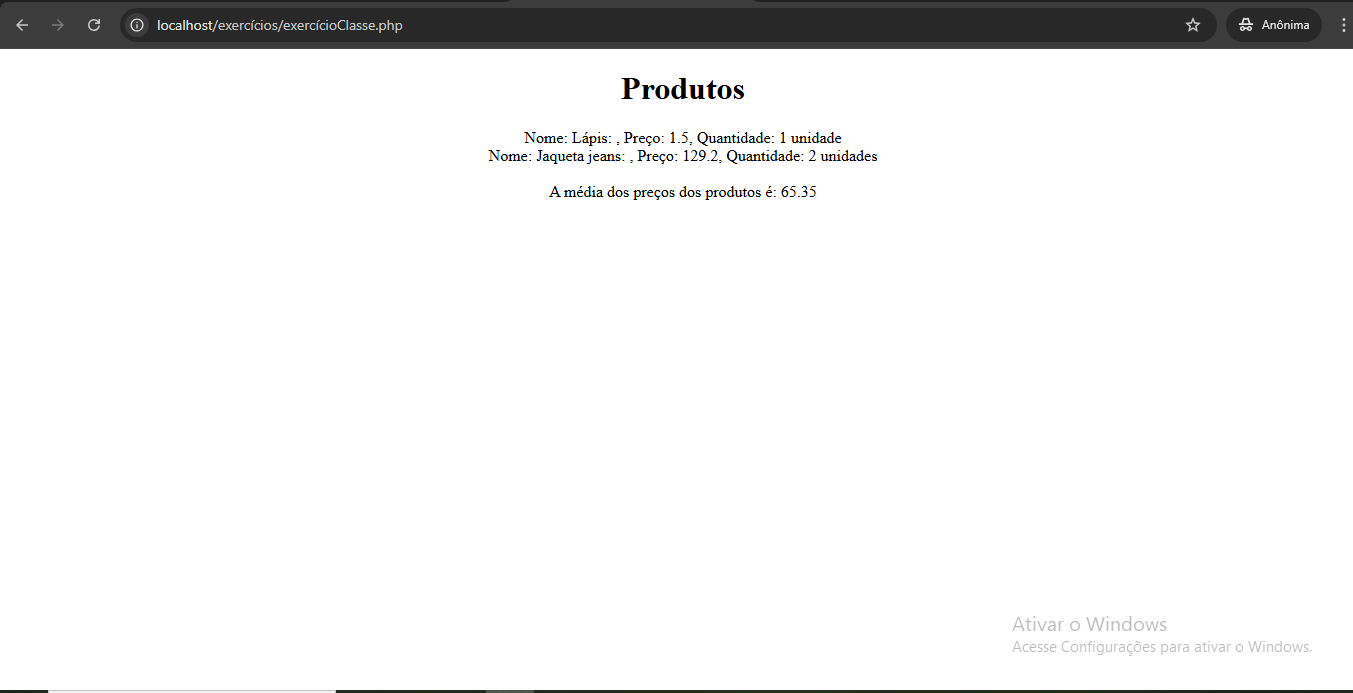 localhost/exercícios/exercícioClasse.php
Anônima
Produtos
Nome: Lápis: , Preço: 1.5, Quantidade: 1 unidade
Nome: Jaqueta jeans: , Preço: 129.2, Quantidade: 2 unidades
A média dos preços dos produtos é: 65.35
Ativar o Windows
Acesse Configurações para ativar o Windows.